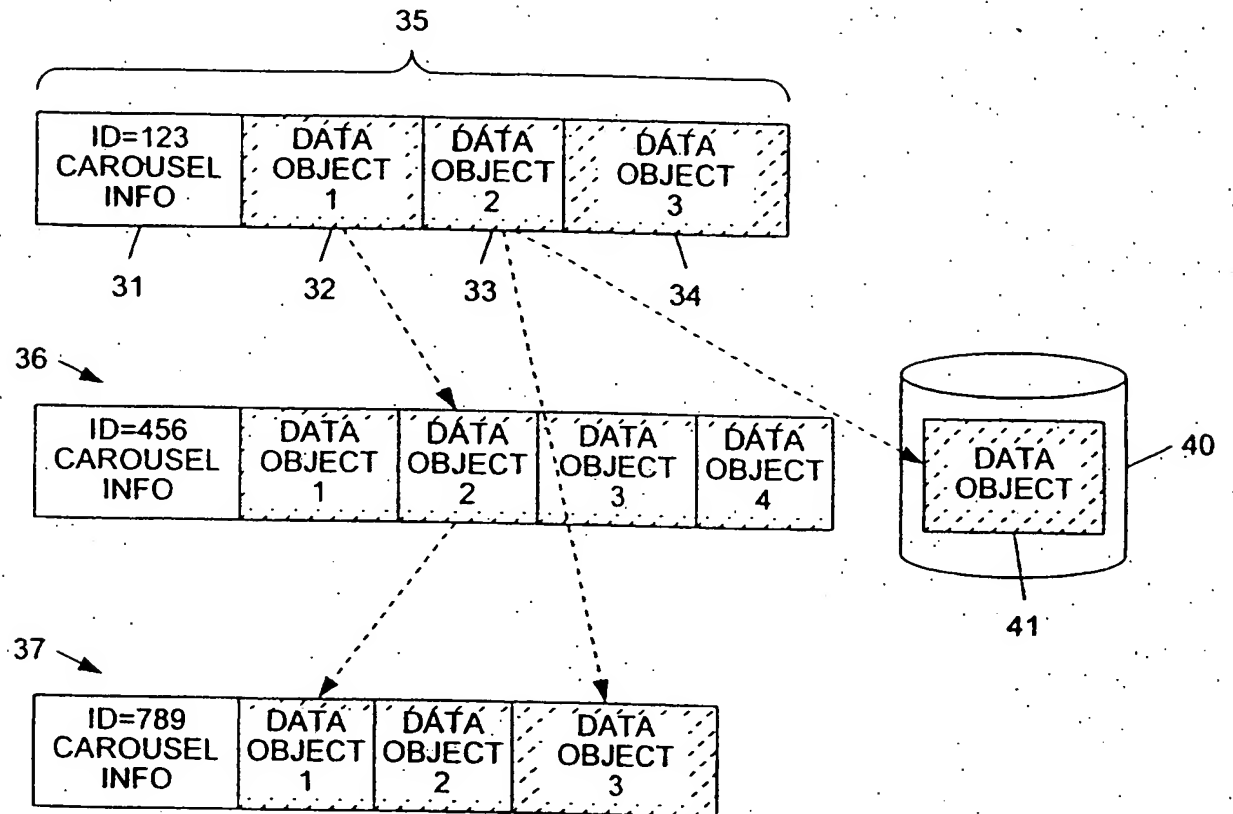 35
ID=123
CAROUSEL
INFO
DATA
OBJECT
1
DATA
OBJECT
2
DATA
OBJECT
3
31
32
33
34
36
ID=456
CAROUSEL
INFO
DATA
OBJECT
1
DATA
OBJECT
2
DATA
OBJECT
3
DATA
OBJECT
4
DATA
OBJECT
40
41
37
ID=789
CAROUSEL
INFO
DATA
OBJECT
1
DATA
OBJECT
2
DATA
OBJECT
3